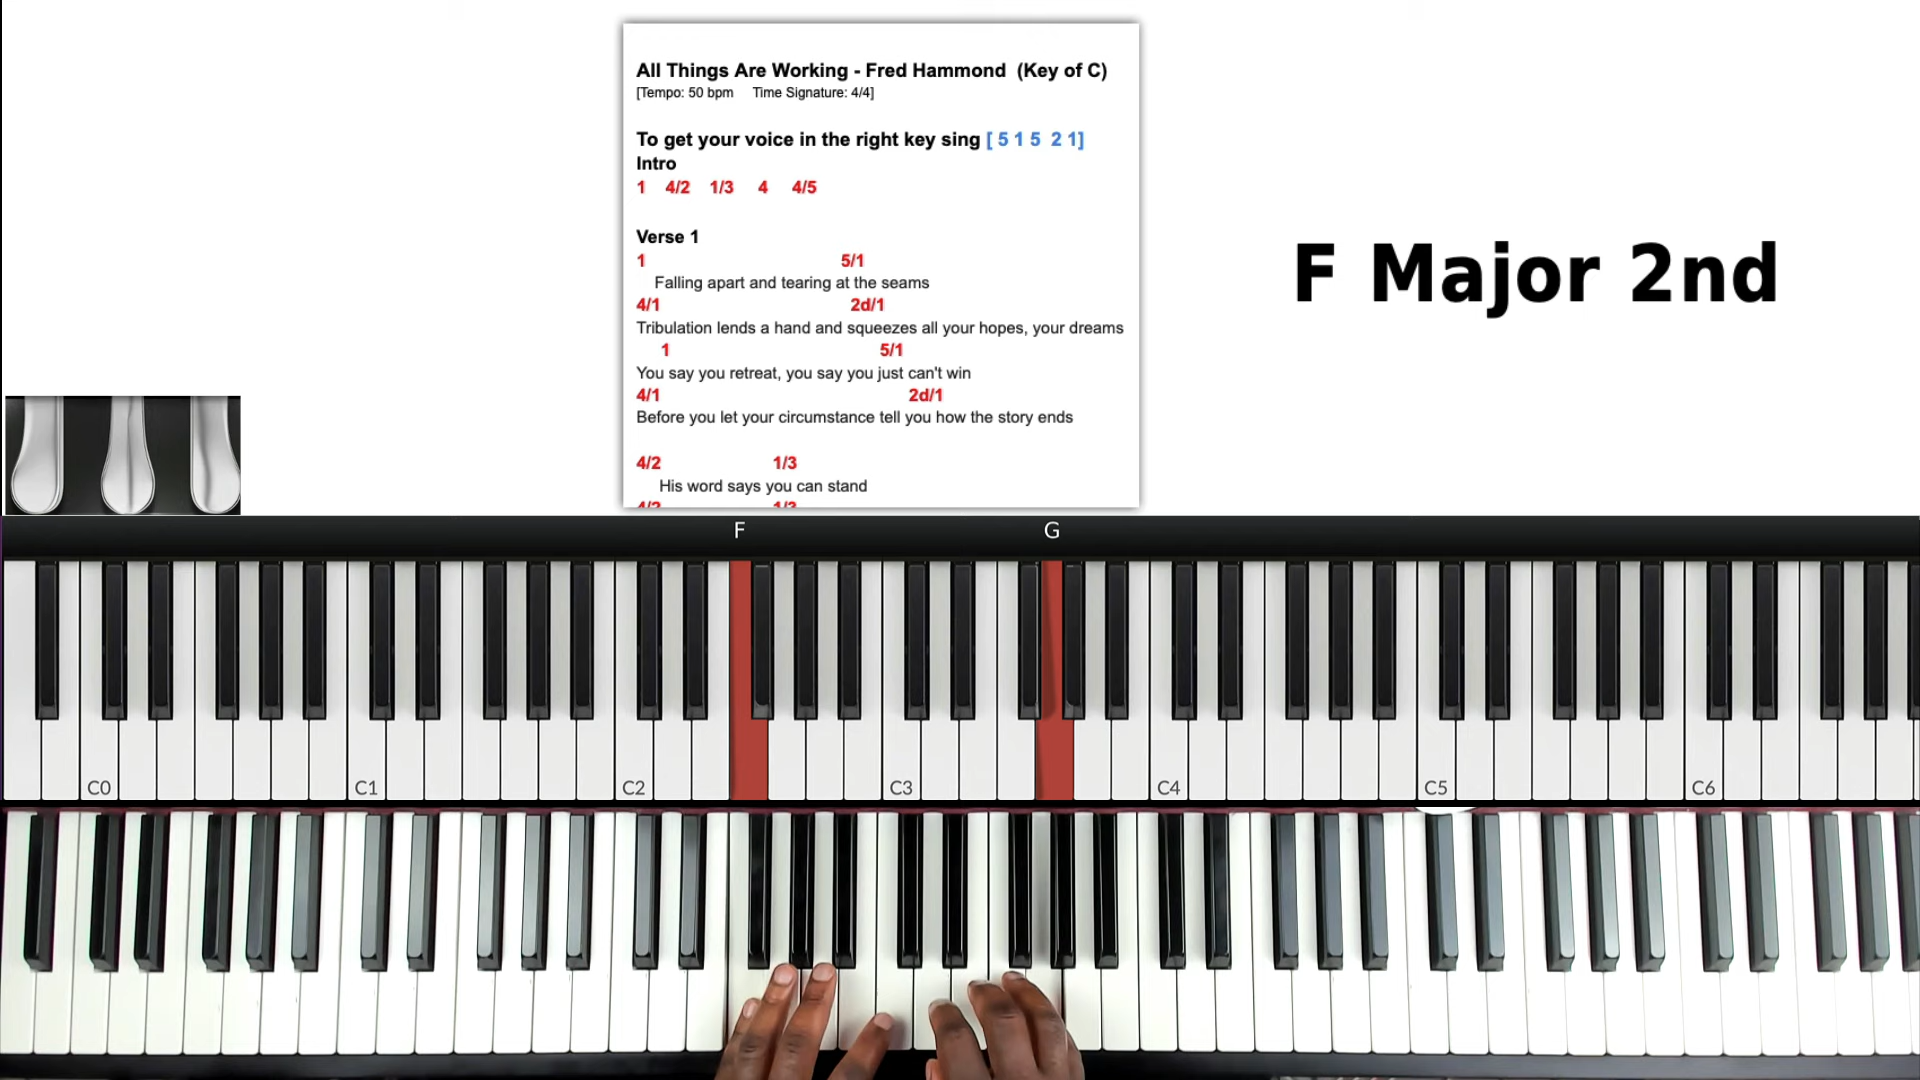 All Things Are Working - Fred Hammond (Key of C)
[Tempo: 50 bpm Time Signature: 4/4]
To get your voice in the right key sing [ 5 1 5 2 1]
Intro
1 4/2 1/3 4 4/5
Verse 1
1 5/1
Falling apart and tearing at the seams
4/1 2d/1
Tribulation lends a hand and squeezes all your hopes, your dreams
1 5/1
You say you retreat, you say you just can't win
4/1 2d/1
Before you let your circumstance tell you how the story ends
4/2 1/3
His word says you can stand
4/2 1/3
F Major 2nd
F G
C0 C1 C2 C3 C4 C5 C6